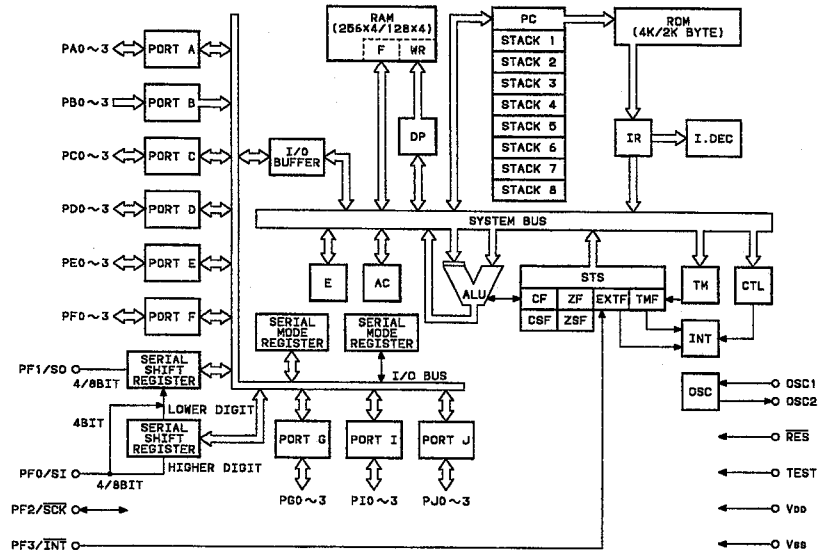 RAM
(256X4/128X4)
F WR
PC
STACK 1
STACK 2
STACK 3
STACK 4
STACK 5
STACK 6
STACK 7
STACK 8
ROM
(4K/2K BYTE)
PA0~3
PORT A
PB0~3
PORT B
PC0~3
PORT C
PD0~3
PORT D
PE0~3
PORT E
PF0~3
PORT F
I/O
BUFFER
DP
IR
I.DEC
SYSTEM BUS
E
AC
ALU
STS
CF ZF EXTF TMF
CSF ZSF
TM
CTL
INT
SERIAL
MODE
REGISTER
SERIAL
MODE
REGISTER
I/O BUS
PF1/SO
4/8BIT
SERIAL
SHIFT
REGISTER
4BIT
LOWER DIGIT
SERIAL
SHIFT
REGISTER
HIGHER DIGIT
PF0/SI
4/8BIT
PF2/SCK
PF3/INT
PORT G
PORT I
PORT J
PG0~3
PI0~3
PJ0~3
OSC
OSC1
OSC2
RES
TEST
VDD
VSS